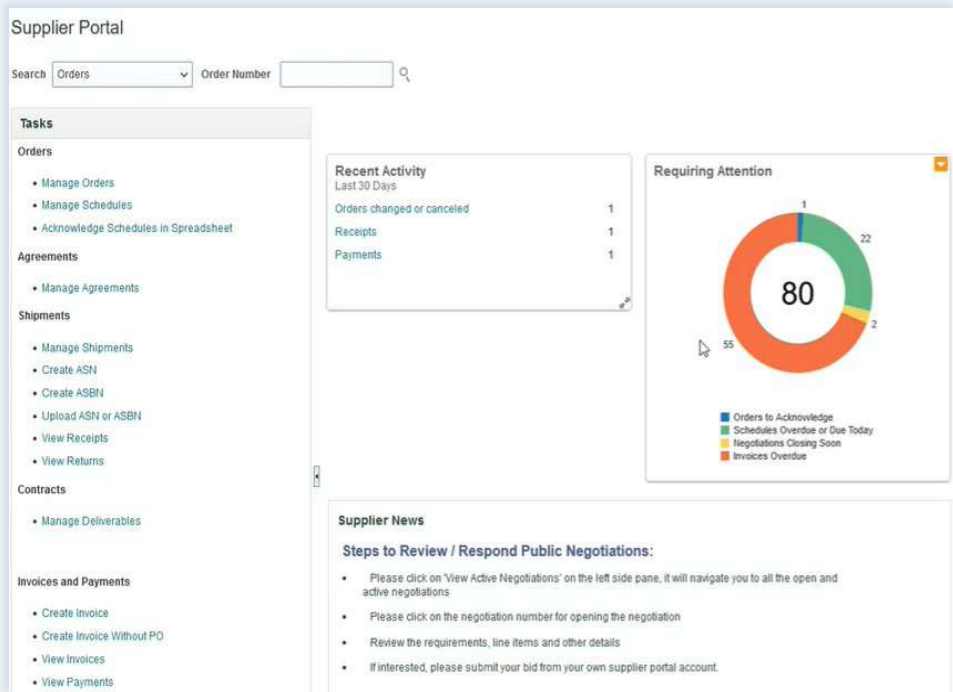 Supplier Portal
Search Orders Order Number
Tasks
Orders
• Manage Orders
• Manage Schedules
• Acknowledge Schedules in Spreadsheet
Agreements
• Manage Agreements
Shipments
• Manage Shipments
• Create ASN
• Create ASBN
• Upload ASN or ASBN
• View Receipts
• View Returns
Contracts
• Manage Deliverables
Invoices and Payments
• Create Invoice
• Create Invoice Without PO
• View Invoices
• View Payments
Recent Activity
Last 30 Days
Orders changed or canceled 1
Receipts 1
Payments 1
Requiring Attention
1
22
80
2
55
Orders to Acknowledge
Schedules Overdue or Due Today
Negotiations Closing Soon
Invoices Overdue
Supplier News
Steps to Review / Respond Public Negotiations:
• Please click on 'View Active Negotiations' on the left side pane, it will navigate you to all the open and
active negotiations
• Please click on the negotiation number for opening the negotiation
• Review the requirements, line items and other details
• If interested, please submit your bid from your own supplier portal account.